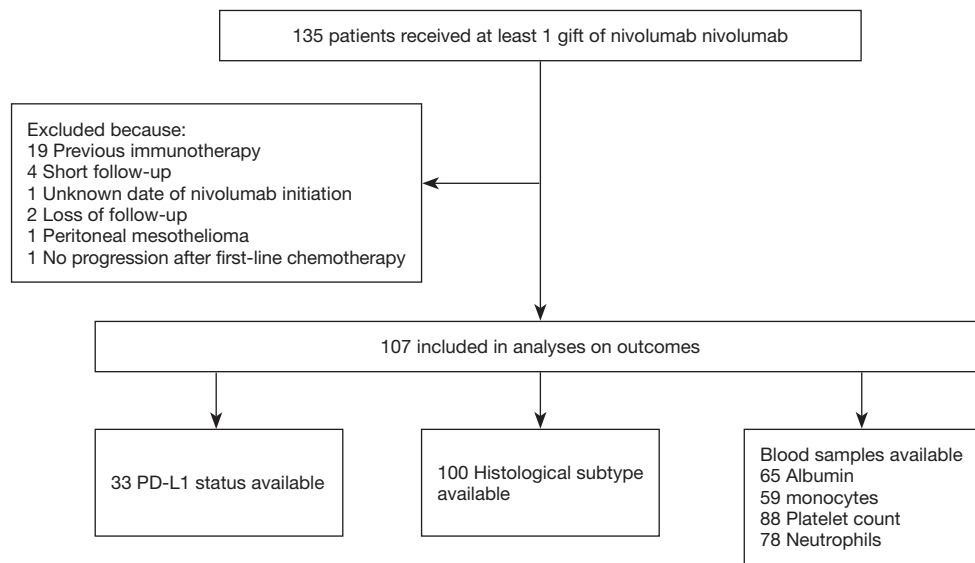 135 patients received at least 1 gift of nivolumab nivolumab
Excluded because:
19 Previous immunotherapy
4 Short follow-up
1 Unknown date of nivolumab initiation
2 Loss of follow-up
1 Peritoneal mesothelioma
1 No progression after first-line chemotherapy
107 included in analyses on outcomes
33 PD-L1 status available
100 Histological subtype
available
Blood samples available
65 Albumin
59 monocytes
88 Platelet count
78 Neutrophils